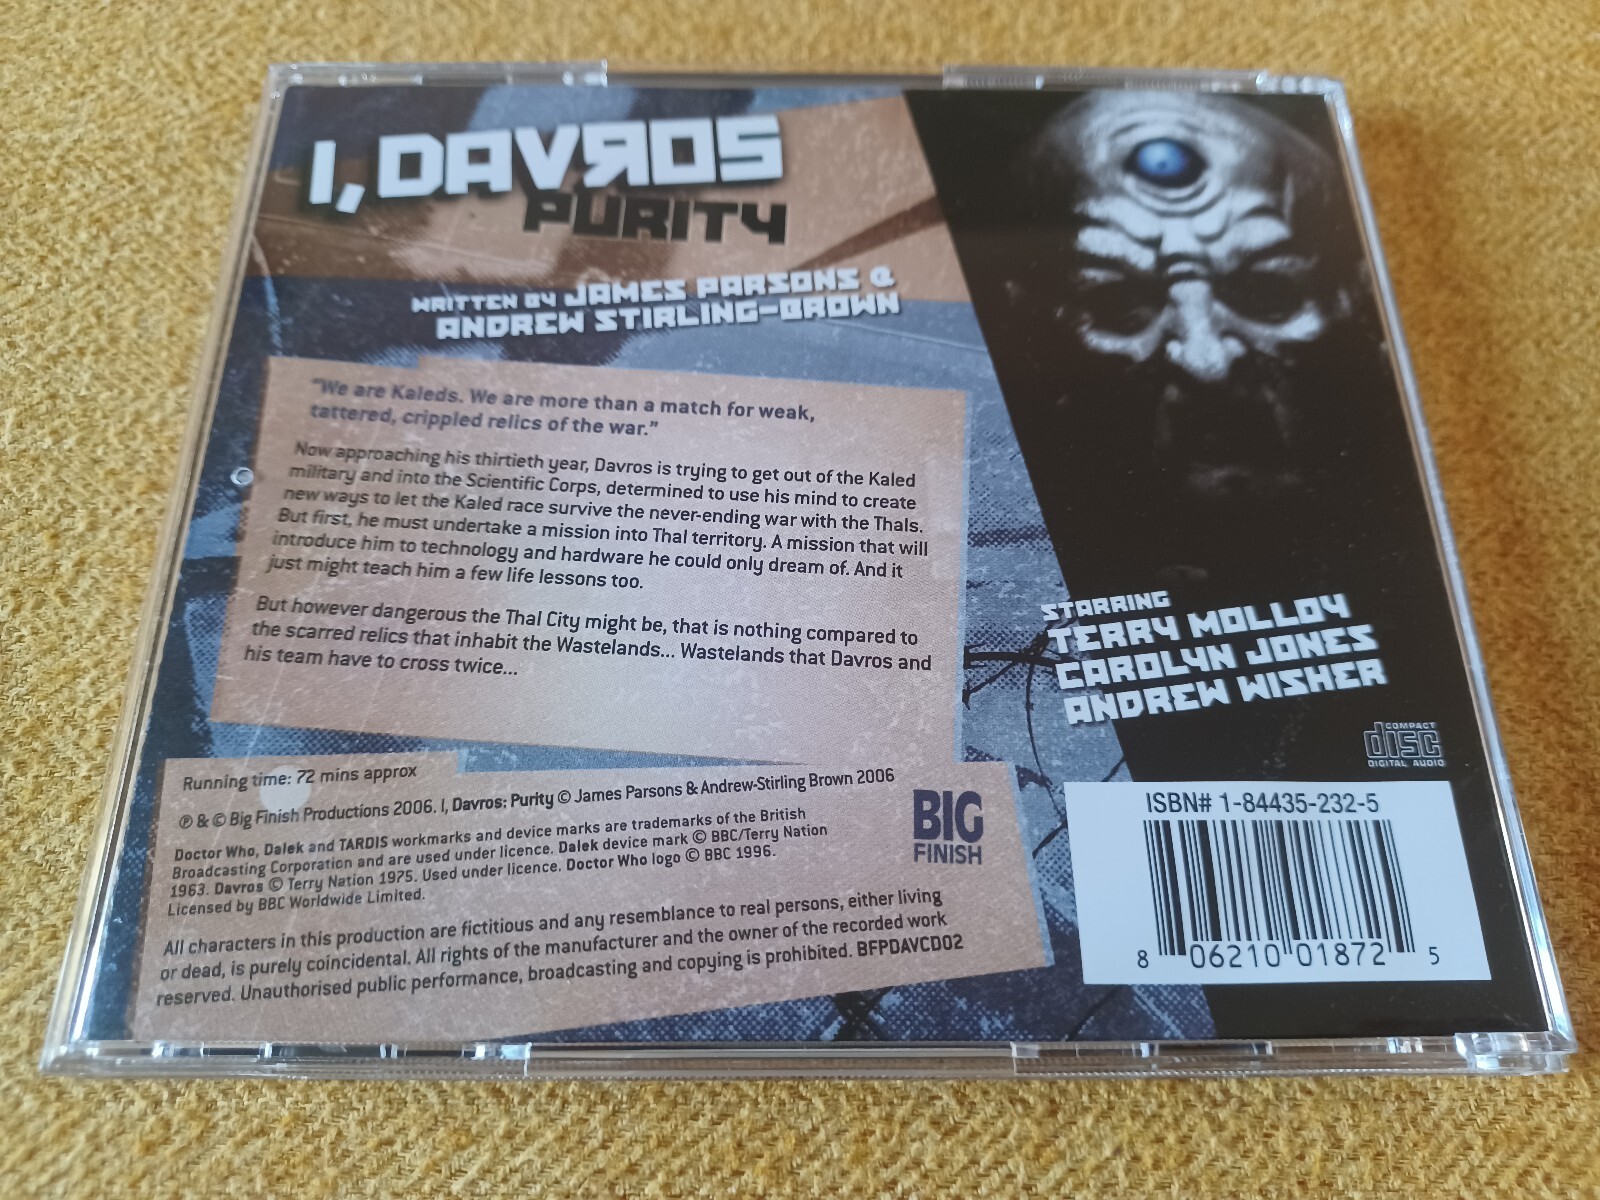 I, DAVROS
PURITY
WRITTEN BY JAMES PARSONS &
ANDREW STIRLING-BROWN
"We are Kaleds. We are more than a match for weak,
tattered, crippled relics of the war."
Now approaching his thirtieth year, Davros is trying to get out of the Kaled
military and into the Scientific Corps, determined to use his mind to create
new ways to let the Kaled race survive the never-ending war with the Thals.
But first, he must undertake a mission into Thal territory. A mission that will
introduce him to technology and hardware he could only dream of. And it
just might teach him a few life lessons too.
But however dangerous the Thal City might be, that is nothing compared to
the scarred relics that inhabit the Wastelands... Wastelands that Davros and
his team have to cross twice...
STARRING
TERRY MOLLOY
CAROLYN JONES
ANDREW WISHER
COMPACT
disc
DIGITAL AUDIO
Running time: 72 mins approx
℗ & © Big Finish Productions 2006. I, Davros: Purity © James Parsons & Andrew-Stirling Brown 2006
Doctor Who, Dalek and TARDIS workmarks and device marks are trademarks of the British
Broadcasting Corporation and are used under licence. Dalek device mark © BBC/Terry Nation
1963. Davros © Terry Nation 1975. Used under licence. Doctor Who logo © BBC 1996.
Licensed by BBC Worldwide Limited.
BIG
FINISH
All characters in this production are fictitious and any resemblance to real persons, either living
or dead, is purely coincidental. All rights of the manufacturer and the owner of the recorded work
reserved. Unauthorised public performance, broadcasting and copying is prohibited. BFPDAVCD02
ISBN# 1-84435-232-5
8 06210 01872 5